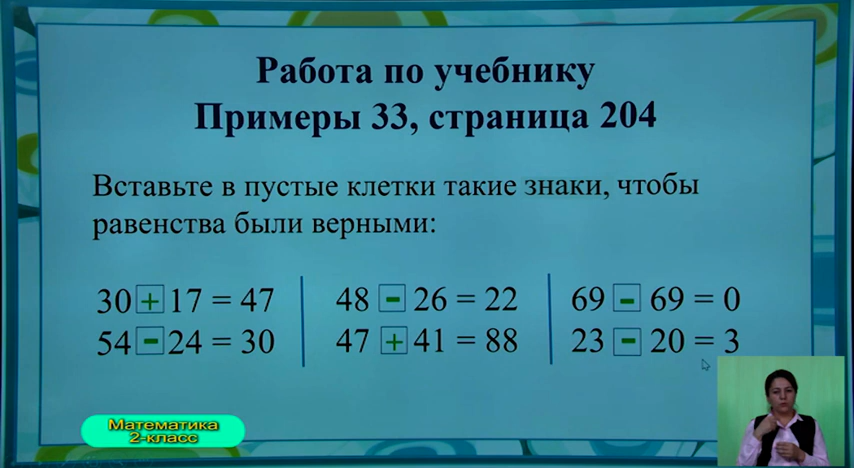 Работа по учебнику
Примеры 33, страница 204
Вставьте в пустые клетки такие знаки, чтобы
равенства были верными:
30 + 17 = 47
54 - 24 = 30
48 - 26 = 22
47 + 41 = 88
69 - 69 = 0
23 - 20 = 3
Математика
2-класс